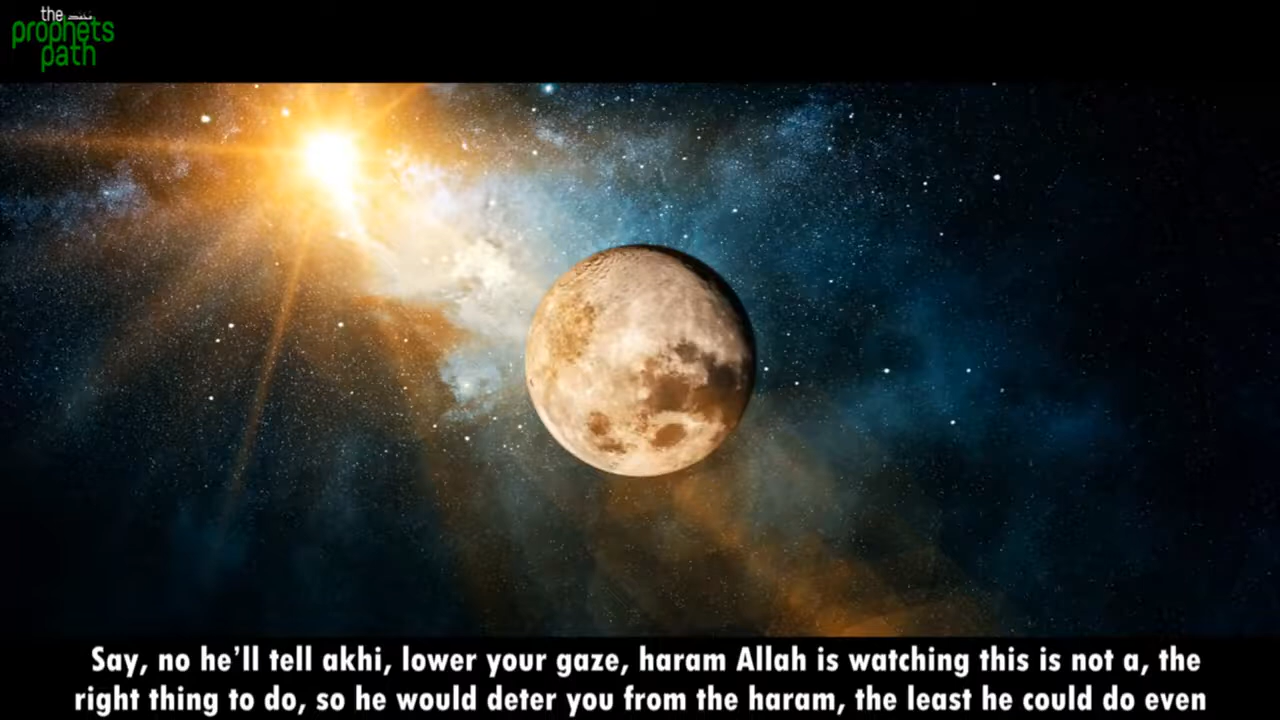 the
prophets
path
Say, no he’ll tell akhi, lower your gaze, haram Allah is watching this is not a, the
right thing to do, so he would deter you from the haram, the least he could do even